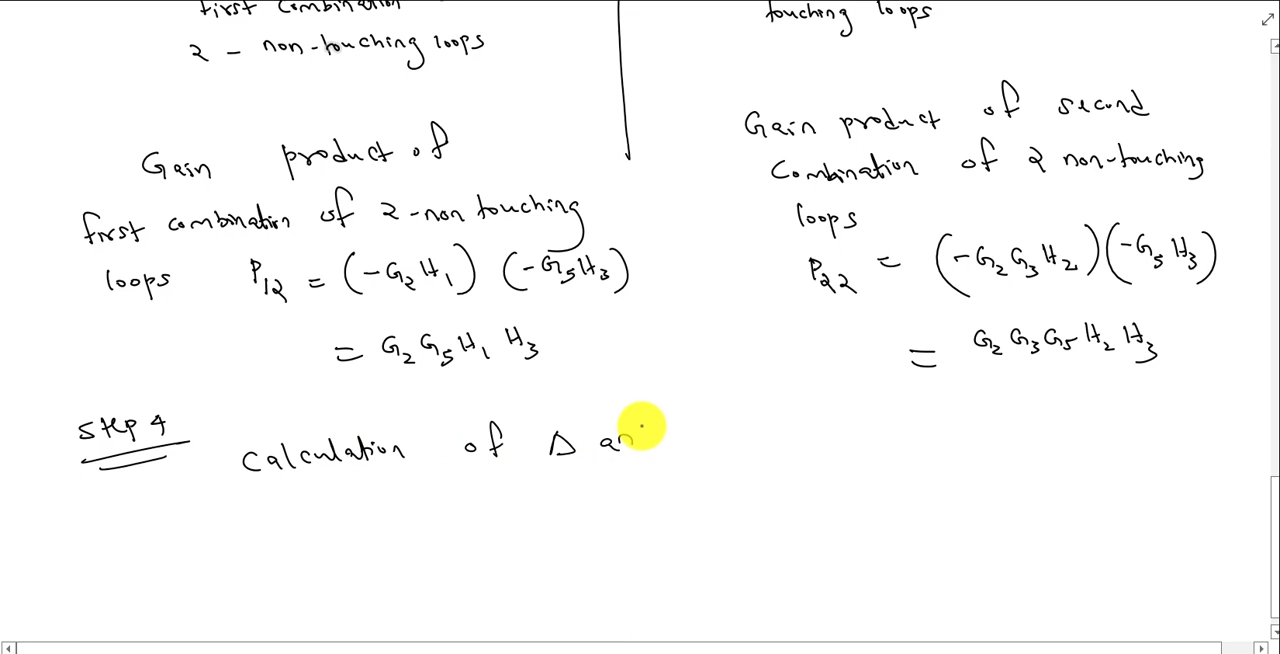 first combination
2 - non-touching loops
Gain product of
first combination of 2-non touching
loops P12 = (-G2H1) (-G5H3)
= G2G5H1H3
touching loops
Gain product of second
combination of 2 non-touching
loops
P22 = (-G2G3H2)(-G5H3)
= G2G3G5H2H3
Step 4
Calculation of Δ an